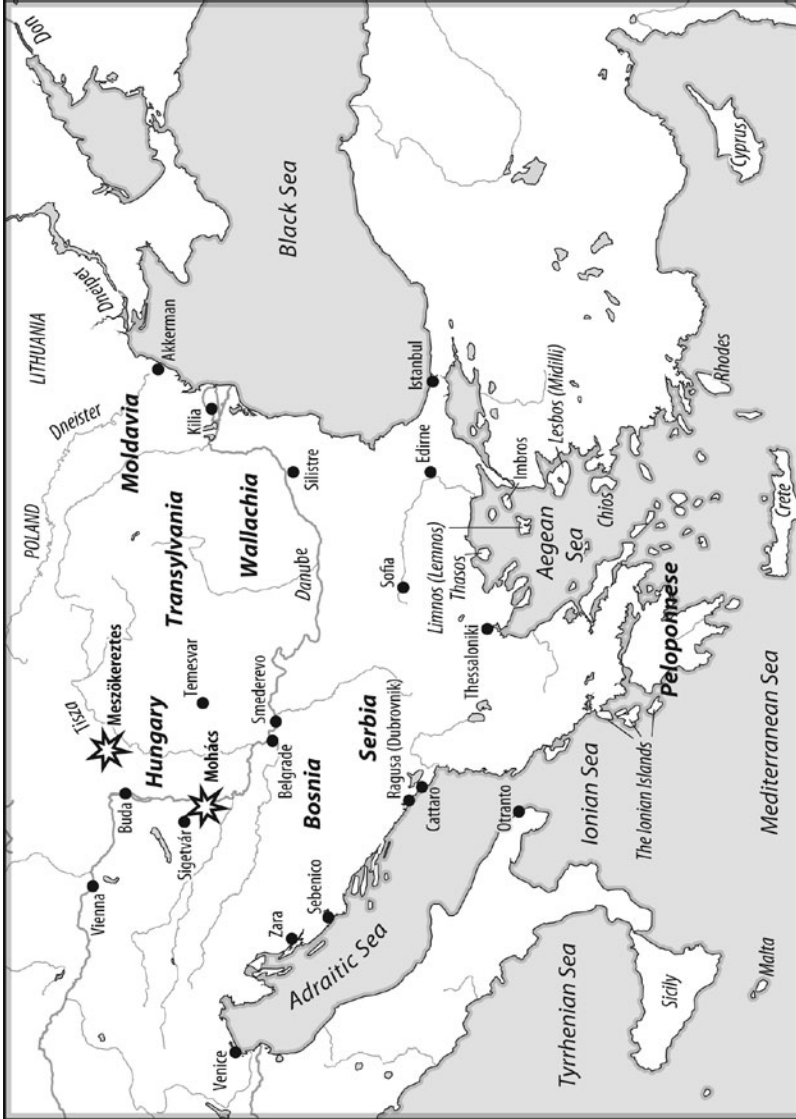 Don
LITHUANIA
Dneiper
POLAND
Dneister
Akkerman
Moldavia
Kilia
Black Sea
Tisza
Meszökereztes
Transylvania
Wallachia
Silistre
Vienna
Buda
Hungary
Temesvar
Danube
Sigetvár
Mohács
Smederevo
Belgrade
Bosnia
Serbia
Venice
Zara
Sebenico
Adraitic Sea
Ragusa (Dubrovnik)
Cattaro
Sofia
Edirne
Istanbul
Thessaloniki
Limnos (Lemnos)
Thasos
Imbros
Lesbos (Midilli)
Aegean
Sea
Chios
Otranto
Ionian Sea
The Ionian Islands
Peloponnese
Tyrrhenian Sea
Sicily
Malta
Mediterranean Sea
Crete
Rhodes
Cyprus